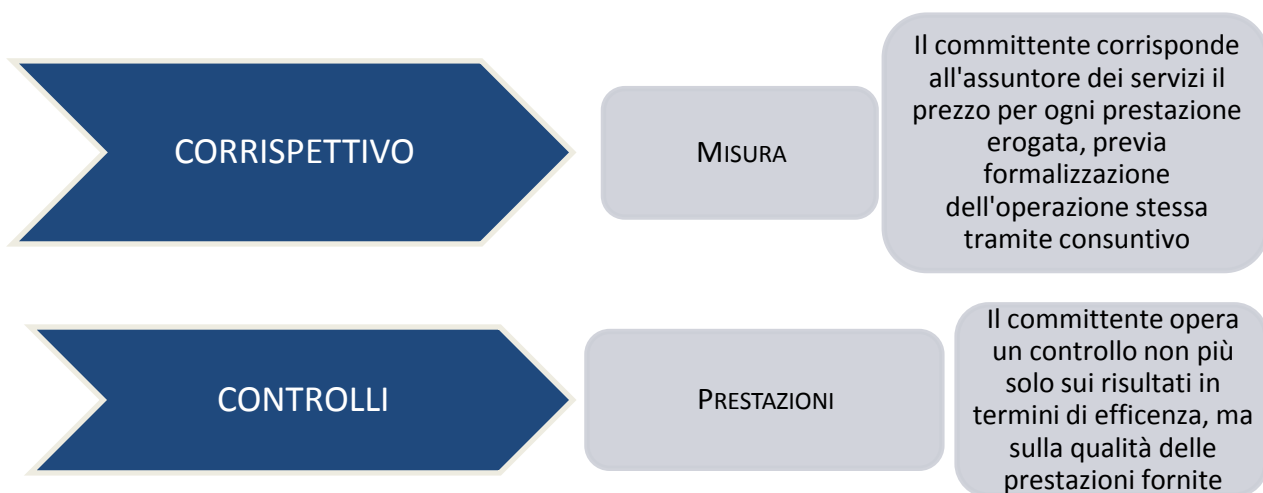 CORRISPETTIVO
MISURA
Il committente corrisponde
all'assuntore dei servizi il
prezzo per ogni prestazione
erogata, previa
formalizzazione
dell'operazione stessa
tramite consuntivo
CONTROLLI
PRESTAZIONI
Il committente opera
un controllo non più
solo sui risultati in
termini di efficenza, ma
sulla qualità delle
prestazioni fornite